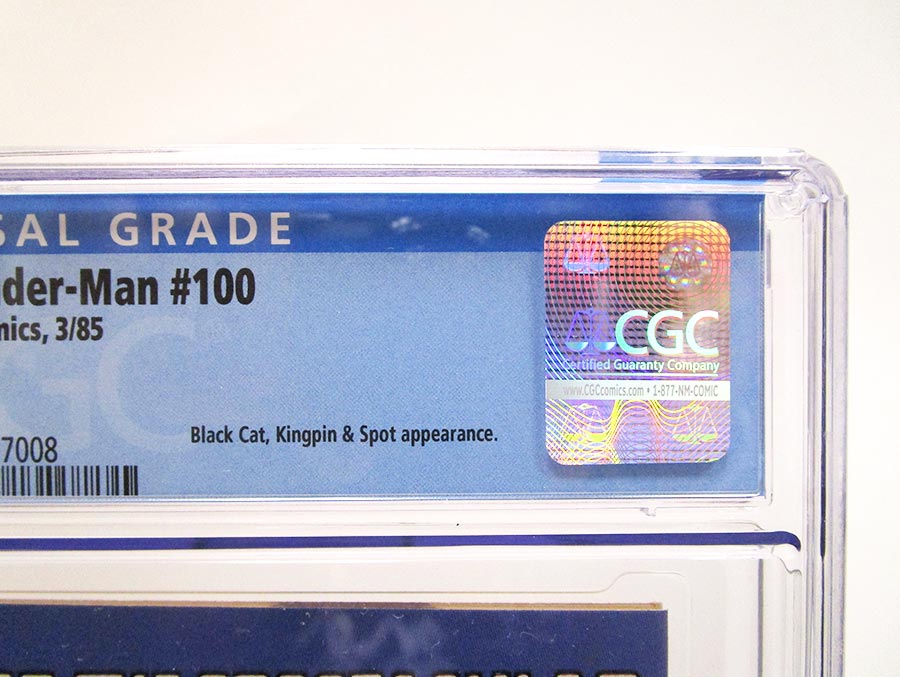 SAL GRADE
der-Man #100
mics, 3/85
7008
Black Cat, Kingpin & Spot appearance.
CGC
Certified Guaranty Company
www.CGCcomics.com • 1-877-NM-COMIC